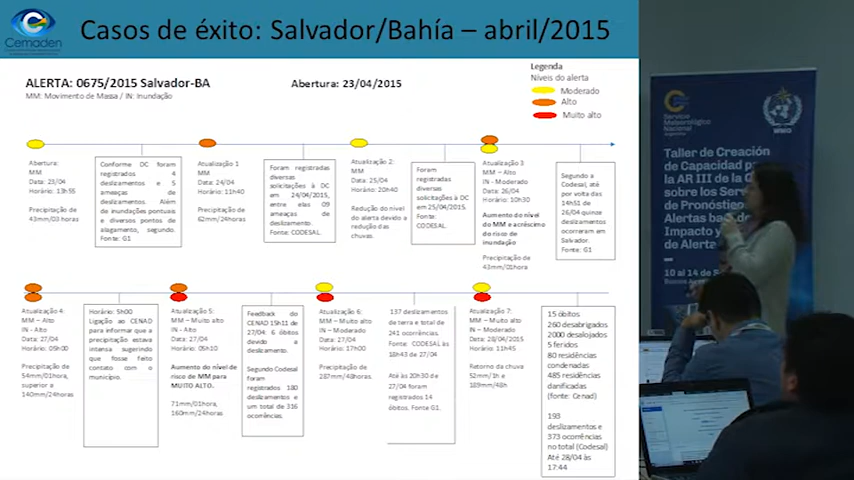 Cemaden
Casos de éxito: Salvador/Bahía – abril/2015
ALERTA: 0675/2015 Salvador-BA
Abertura: 23/04/2015
MM: Movimento de Massa / IN: Inundação
Legenda
Níveis do alerta
Moderado
Alto
Muito alto
Abertura:
MM
Data: 23/04
Horário: 13h55
Precipitação de
43mm/03 horas
Conforme DC foram
registrados 4
deslizamentos e 5
ameaças de
deslizamentos. Além
de inundações pontuais
e diversos pontos de
alagamento, segundo.
Fonte: G1
Atualização 1
MM
Data: 24/04
Horário: 11h40
Precipitação de
62mm/24horas
Foram registradas
diversas
solicitações à DC
em 24/04/2015,
entre elas 09
ameaças de
deslizamento.
Fonte: CODESAL.
Atualização 2:
MM
Data: 25/04
Horário: 20h40
Redução do nível
do alerta devido a
redução das
chuvas.
Foram
registradas
diversas
solicitações à DC
em 25/04/2015.
Fonte:
CODESAL.
Atualização 3
MM – Alto
IN - Moderado
Data: 26/04
Horário: 10h30
Aumento do nível
do MM e acréscimo
do risco de
inundação
Precipitação de
43mm/01hora
Segundo a
Codesal, até
por volta das
14h51 de
26/04 quinze
deslizamentos
ocorreram em
Salvador.
Fonte: G1
Atualização 4:
MM – Alto
IN - Alto
Data: 27/04
Horário: 05h00
Precipitação de
54mm/01hora,
superior a
140mm/24horas
Horário: 5h00
Ligação ao CENAD
para informar que a
precipitação estava
intensa sugerindo
que fosse feito
contato com o
município.
Atualização 5:
MM – Muito alto
IN - Alto
Data: 27/04
Horário: 05h10
Aumento do nível de
risco de MM para
MUITO ALTO.
71mm/01hora,
160mm/24horas
Feedback do
CENAD 15h11 de
27/04: 6 óbitos
devido a
deslizamento.
Segundo Codesal
foram
registrados 180
deslizamentos e
um total de 316
ocorrências.
Atualização 6:
MM – Muito alto
IN – Moderado
Data: 27/04
Horário: 17h00
Precipitação de
287mm/48horas.
137 deslizamentos
de terra e total de
241 ocorrências.
Fonte: CODESAL às
18h43 de 27/04
Até às 20h30 de
27/04 foram
registrados 14
óbitos. Fonte G1.
Atualização 7:
MM – Muito alto
IN – Moderado
Data: 28/04/2015
Horário: 11h45
Retorno da chuva
52mm/1h e
189mm/48h
15 óbitos
260 desabrigados
2000 desalojados
5 feridos
80 residências
condenadas
485 residências
danificadas
(fonte: Cenad)
193
deslizamentos e
373 ocorrências
no total (Codesal)
Até 28/04 às
17:44
Servicio
Meteorológico
Nacional
WMO
Taller de Creación
de Capacidad pa
la AR III de la
sobre los Serv
de Pronóstic
Alertas ba
Impacto y
de Alert
10 al 14 de S
Buenos